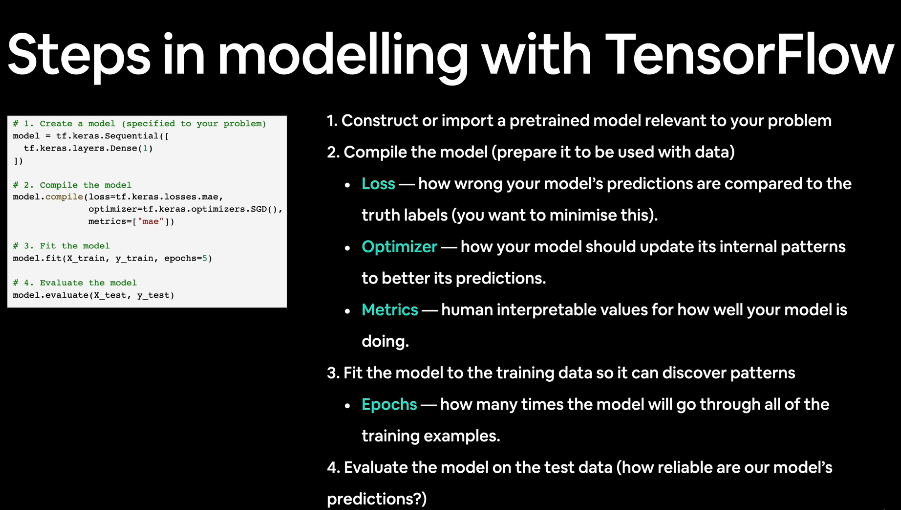 Steps in modelling with TensorFlow
# 1. Create a model (specified to your problem)
model = tf.keras.Sequential([
  tf.keras.layers.Dense(1)
])
# 2. Compile the model
model.compile(loss=tf.keras.losses.mae,
              optimizer=tf.keras.optimizers.SGD(),
              metrics=["mae"])
# 3. Fit the model
model.fit(X_train, y_train, epochs=5)
# 4. Evaluate the model
model.evaluate(X_test, y_test)
1. Construct or import a pretrained model relevant to your problem
2. Compile the model (prepare it to be used with data)
• Loss — how wrong your model’s predictions are compared to the
truth labels (you want to minimise this).
• Optimizer — how your model should update its internal patterns
to better its predictions.
• Metrics — human interpretable values for how well your model is
doing.
3. Fit the model to the training data so it can discover patterns
• Epochs — how many times the model will go through all of the
training examples.
4. Evaluate the model on the test data (how reliable are our model’s
predictions?)